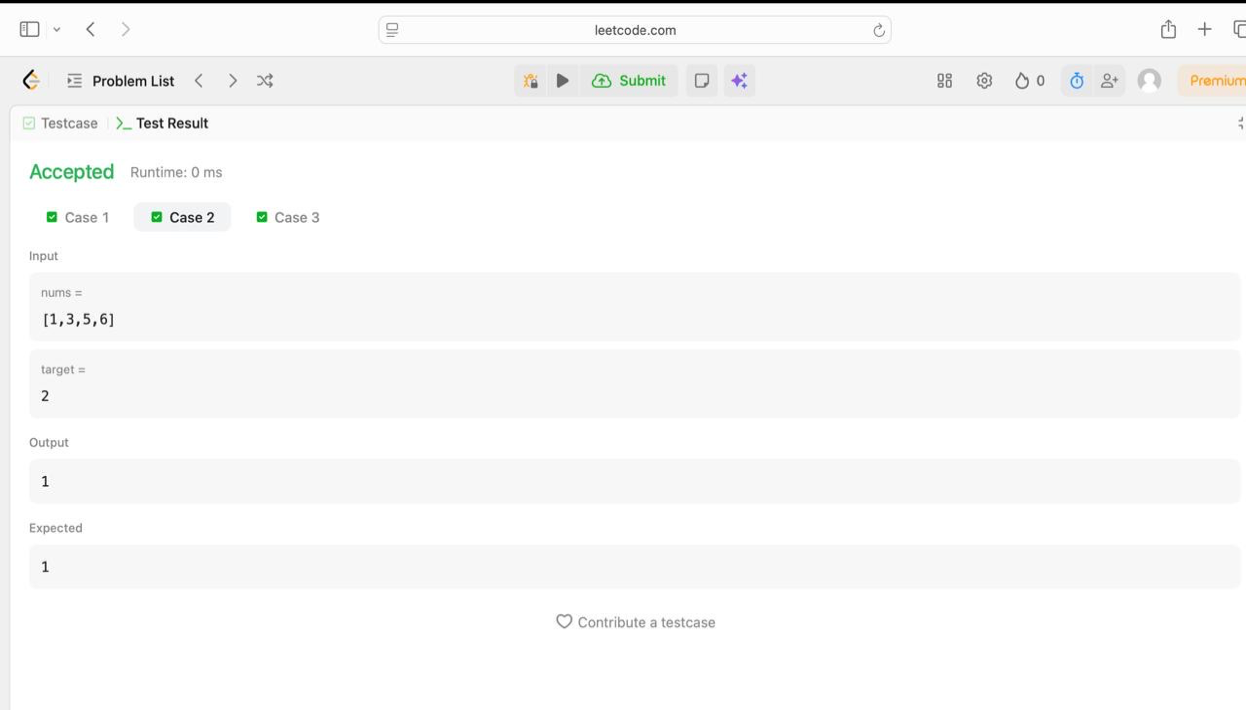 leetcode.com
Problem List Submit 0 Premium
Testcase >_ Test Result
Accepted Runtime: 0 ms
Case 1 Case 2 Case 3
Input
nums =
[1,3,5,6]
target =
2
Output
1
Expected
1
Contribute a testcase